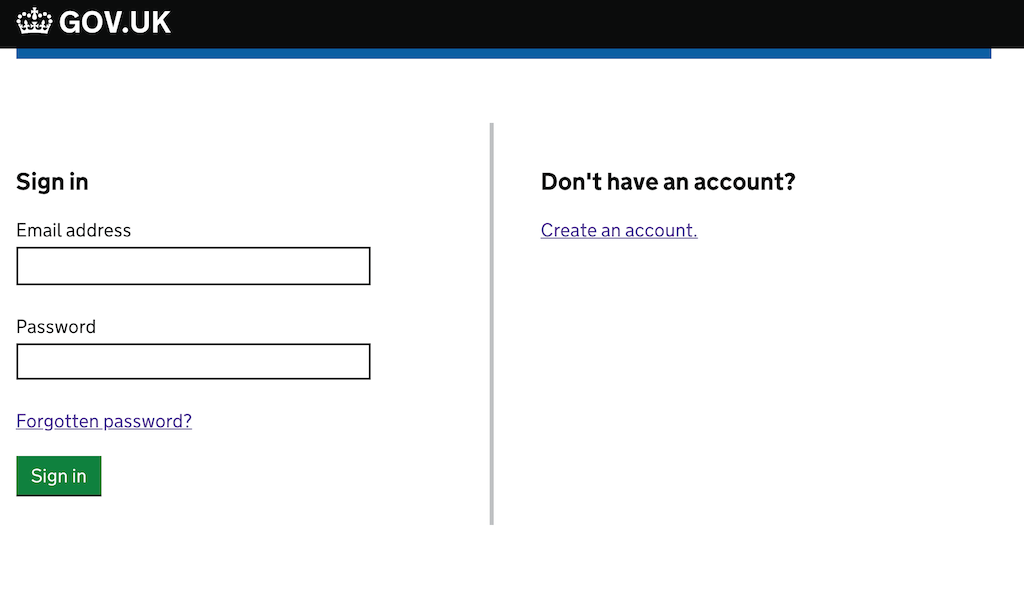 GOV.UK
Sign in
Email address
Password
Forgotten password?
Sign in
Don't have an account?
Create an account.